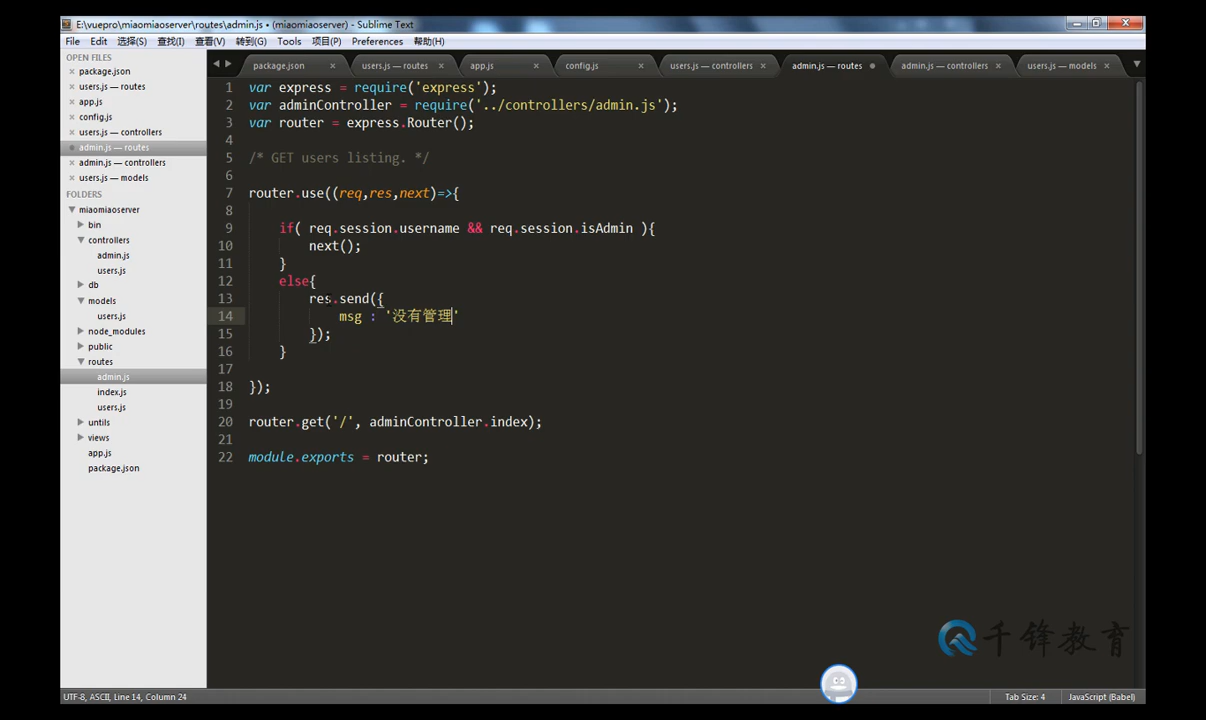 E:\vuepro\miaomiaoserver\routes\admin.js • (miaomiaoserver) - Sublime Text
File Edit 选择(S) 查找(I) 查看(V) 转到(G) Tools 项目(P) Preferences 帮助(H)
OPEN FILES
package.json
users.js — routes
app.js
config.js
users.js — controllers
admin.js — routes
admin.js — controllers
users.js — models
FOLDERS
miaomiaoserver
bin
controllers
admin.js
users.js
db
models
users.js
node_modules
public
routes
admin.js
index.js
users.js
untils
views
app.js
package.json
package.json users.js — routes app.js config.js users.js — controllers admin.js — routes admin.js — controllers users.js — models
1 var express = require('express');
2 var adminController = require('../controllers/admin.js');
3 var router = express.Router();
4
5 /* GET users listing. */
6
7 router.use((req,res,next)=>{
8
9 if( req.session.username && req.session.isAdmin ){
10 next();
11 }
12 else{
13 res.send({
14 msg : '没有管理'
15 });
16 }
17
18 });
19
20 router.get('/', adminController.index);
21
22 module.exports = router;
千锋教育
UTF-8, ASCII, Line 14, Column 24 Tab Size: 4 JavaScript (Babel)